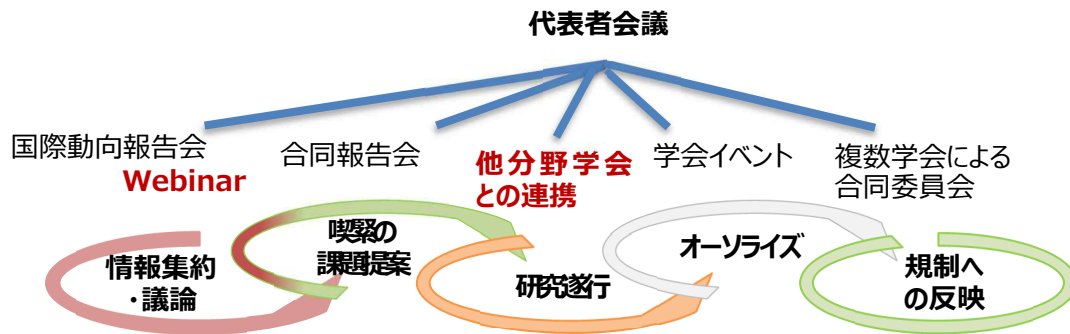 代表者会議
国際動向報告会
Webinar
合同報告会
他分野学会
との連携
学会イベント
複数学会による
合同委員会
情報集約
・議論
喫緊の
課題提案
研究遂行
オーソライズ
規制へ
の反映